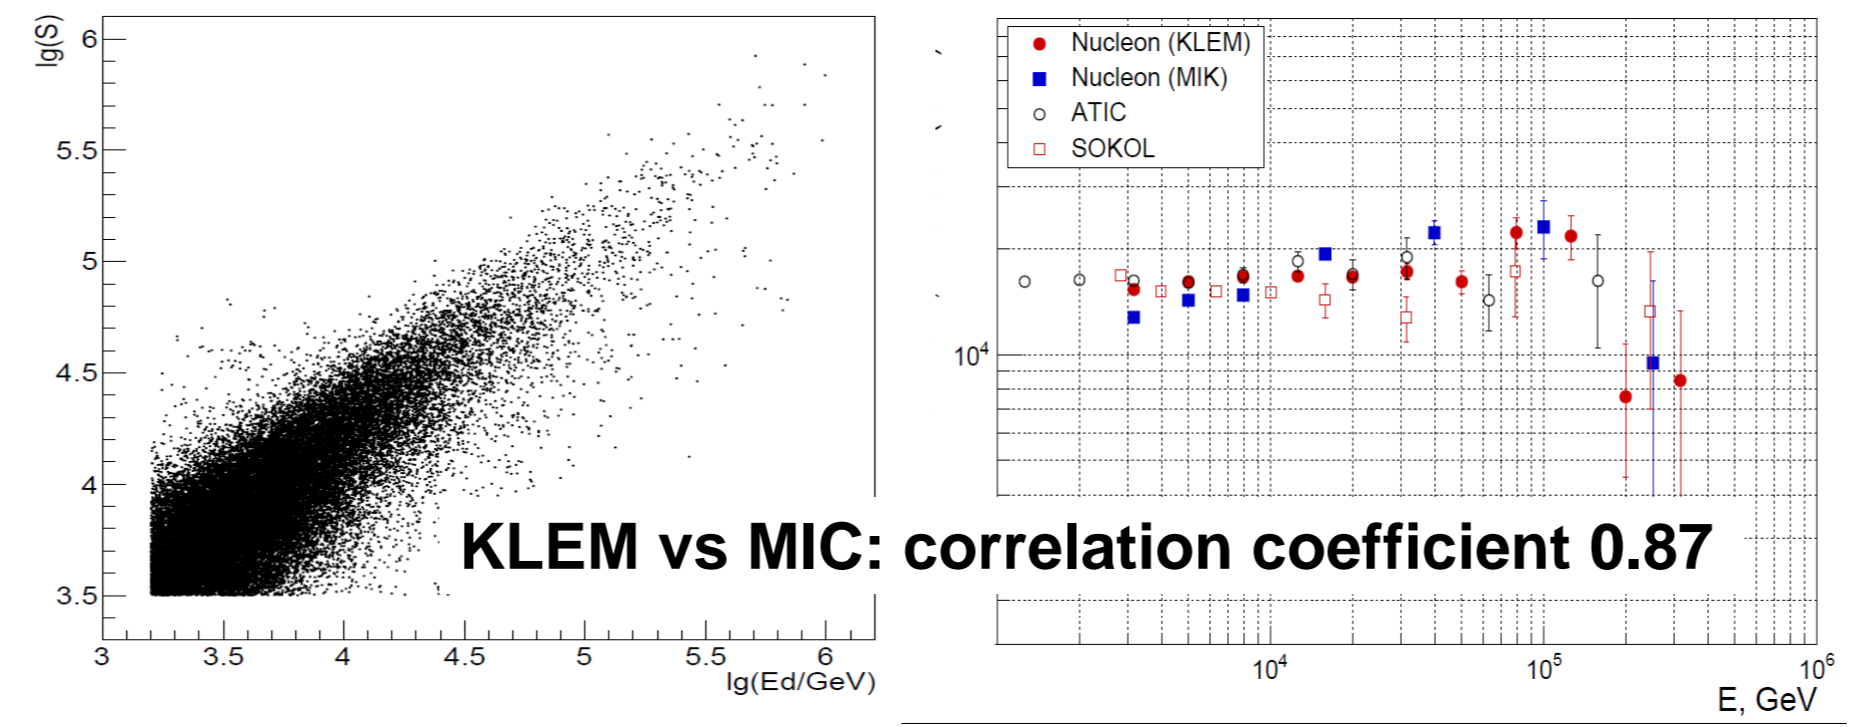 lg(S)
6
5.5
5
4.5
4
3.5
3 3.5 4 4.5 5 5.5 6
lg(Ed/GeV)
Nucleon (KLEM)
Nucleon (MIK)
ATIC
SOKOL
10⁴
KLEM vs MIC: correlation coefficient 0.87
10⁴ 10⁵ 10⁶
E, GeV